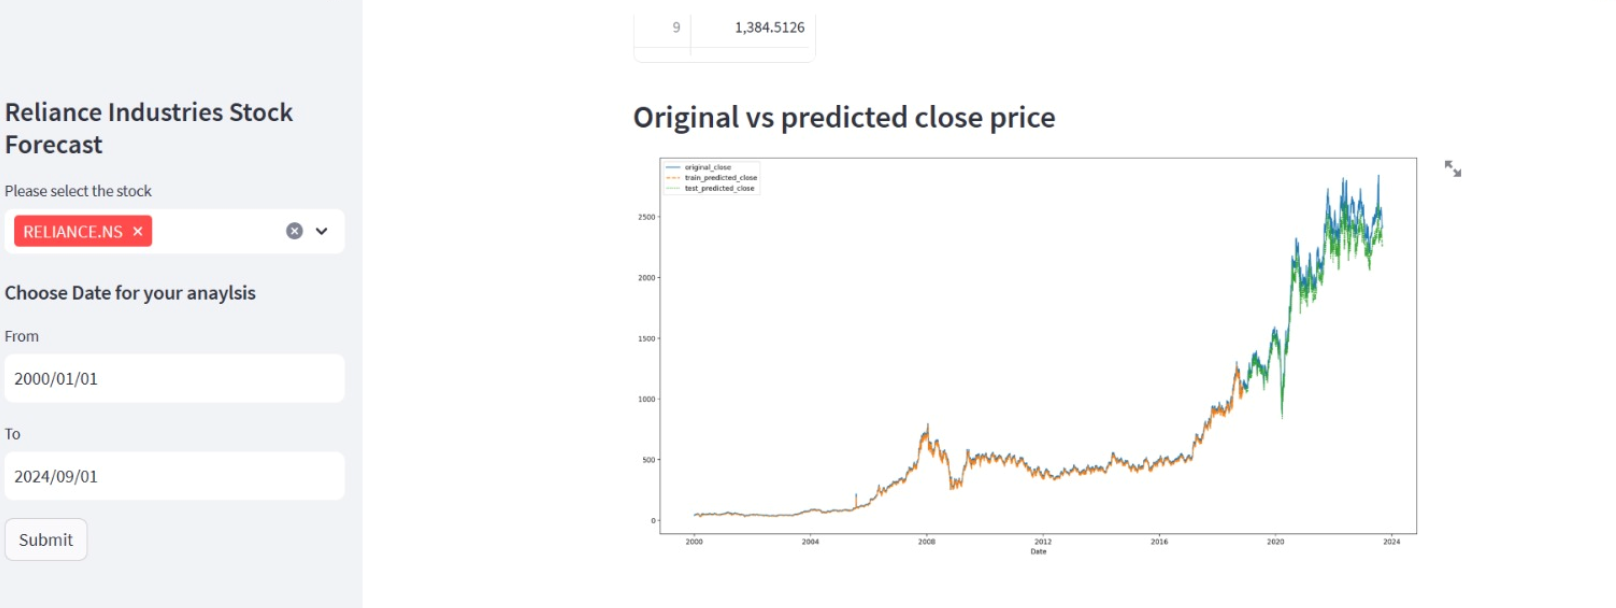 9 1,384.5126
Reliance Industries Stock
Forecast
Please select the stock
RELIANCE.NS ×
Choose Date for your anaylsis
From
2000/01/01
To
2024/09/01
Submit
Original vs predicted close price
original_close
train_predicted_close
test_predicted_close
2500
2000
1500
1000
500
0
2000 2004 2008 2012 2016 2020 2024
Date